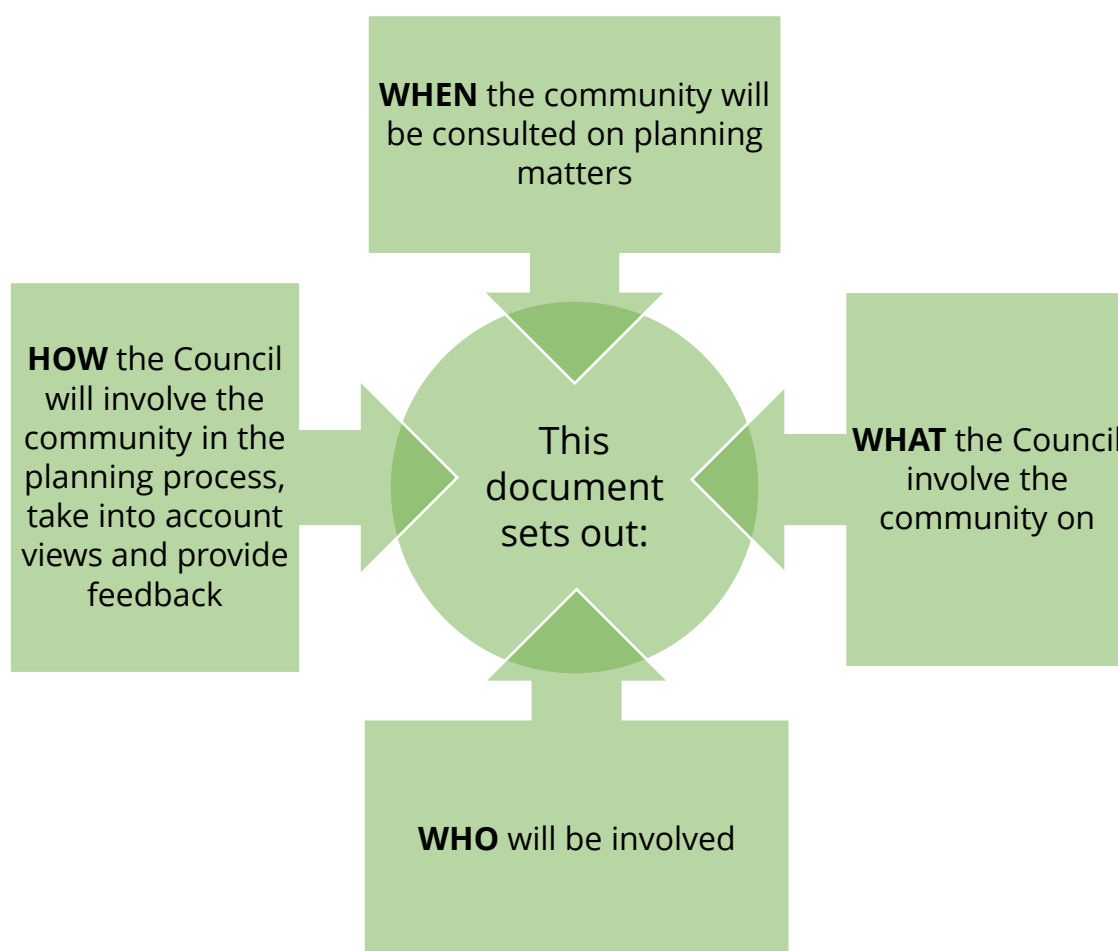 WHEN the community will
be consulted on planning
matters
HOW the Council
will involve the
community in the
planning process,
take into account
views and provide
feedback
This
document
sets out:
WHAT the Council
involve the
community on
WHO will be involved